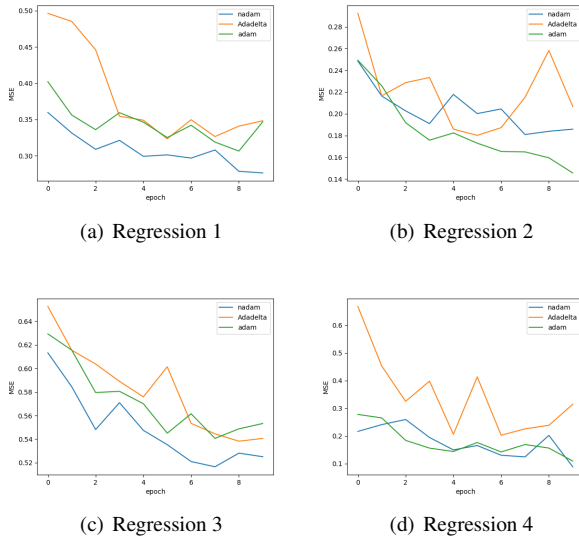 nadam
Adadelta
adam
0.50
0.45
0.40
0.35
0.30
MSE
0 2 4 6 8
epoch
(a) Regression 1
nadam
Adadelta
adam
0.28
0.26
0.24
0.22
0.20
0.18
0.16
0.14
MSE
0 2 4 6 8
epoch
(b) Regression 2
nadam
Adadelta
adam
0.64
0.62
0.60
0.58
0.56
0.54
0.52
MSE
0 2 4 6 8
epoch
(c) Regression 3
nadam
Adadelta
adam
0.6
0.5
0.4
0.3
0.2
0.1
MSE
0 2 4 6 8
epoch
(d) Regression 4